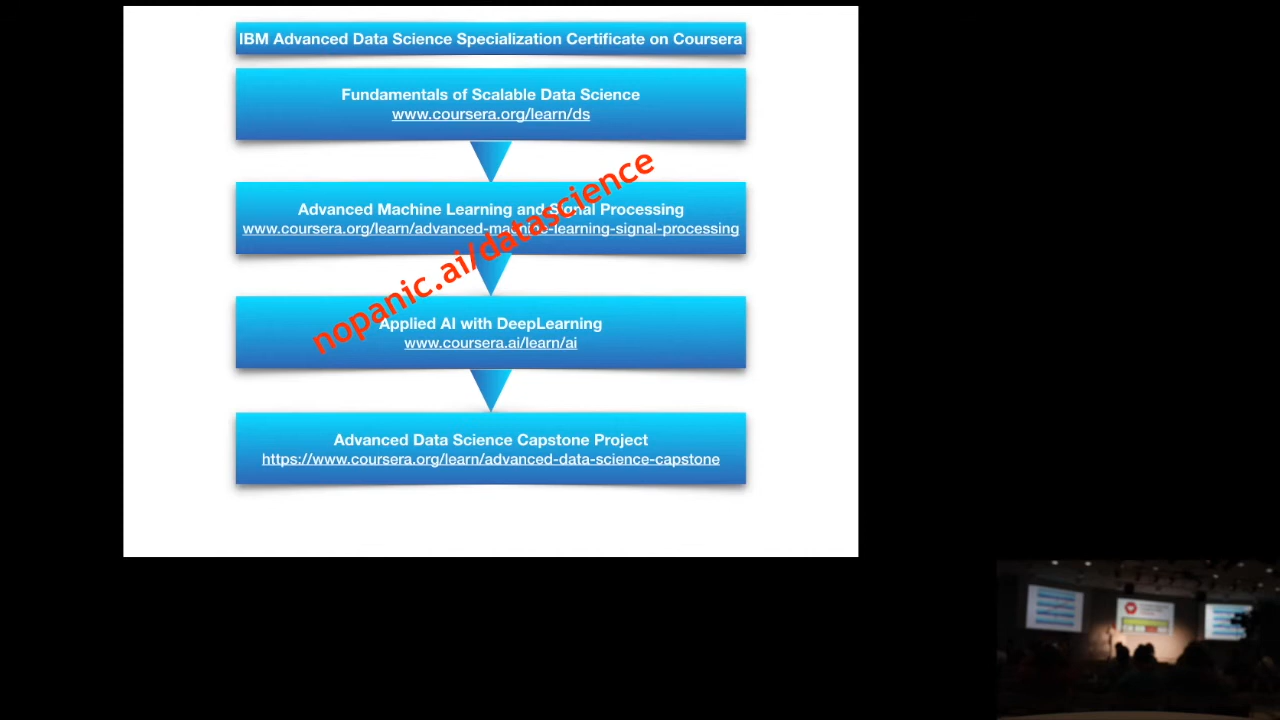 IBM Advanced Data Science Specialization Certificate on Coursera
Fundamentals of Scalable Data Science
www.coursera.org/learn/ds
Advanced Machine Learning and Signal Processing
www.coursera.org/learn/advanced-machine-learning-signal-processing
nopanic.ai/datascience
Applied AI with DeepLearning
www.coursera.ai/learn/ai
Advanced Data Science Capstone Project
https://www.coursera.org/learn/advanced-data-science-capstone